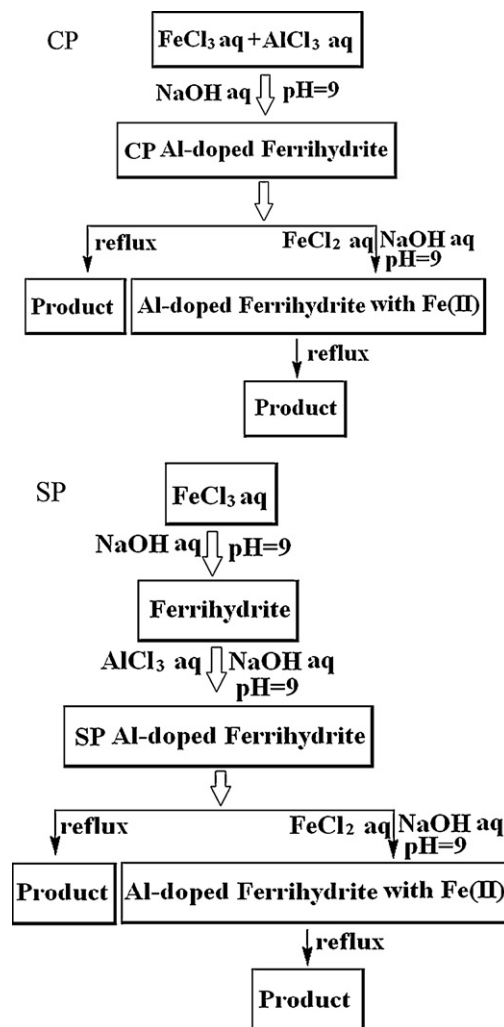 CP
FeCl3 aq +AlCl3 aq
NaOH aq pH=9
CP Al-doped Ferrihydrite
reflux FeCl2 aq NaOH aq
pH=9
Product Al-doped Ferrihydrite with Fe(II)
reflux
Product
SP
FeCl3 aq
NaOH aq pH=9
Ferrihydrite
AlCl3 aq NaOH aq
pH=9
SP Al-doped Ferrihydrite
reflux FeCl2 aq NaOH aq
pH=9
Product Al-doped Ferrihydrite with Fe(II)
reflux
Product